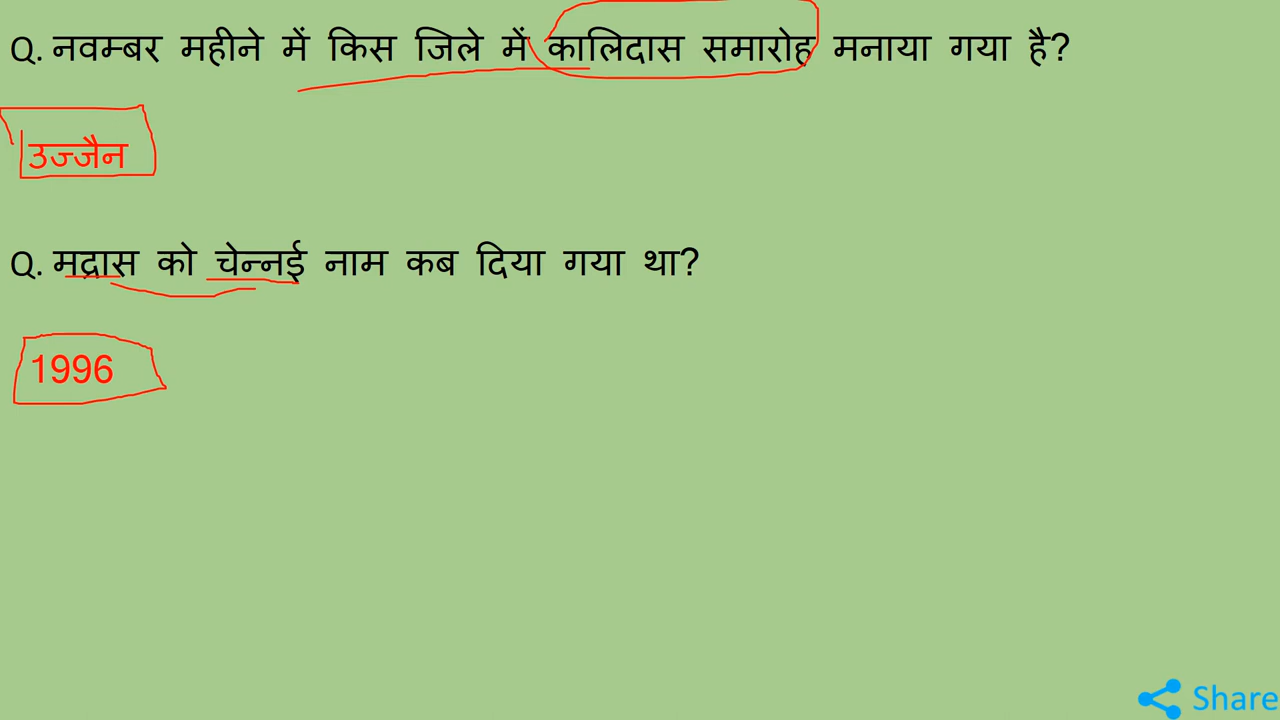 Q. नवम्बर महीने में किस जिले में कालिदास समारोह मनाया गया है?
उज्जैन
Q. मद्रास को चेन्नई नाम कब दिया गया था?
1996
Share